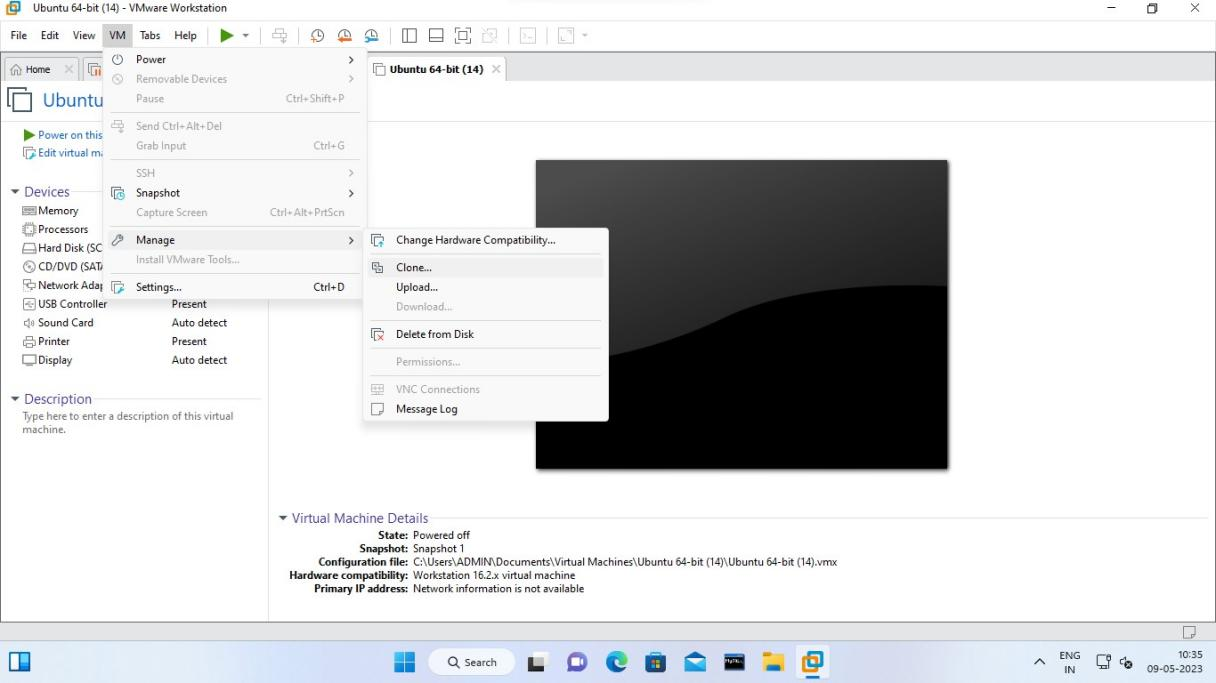 Ubuntu 64-bit (14) - VMware Workstation
File Edit View VM Tabs Help
Home
Ubuntu 64-bit (14)
Ubuntu
Power on this
Edit virtual ma
Devices
Memory
Processors
Hard Disk (SC
CD/DVD (SATA
Network Adap
USB Controller Present
Sound Card Auto detect
Printer Present
Display Auto detect
Description
Type here to enter a description of this virtual
machine.
Power
Removable Devices
Pause Ctrl+Shift+P
Send Ctrl+Alt+Del
Grab Input Ctrl+G
SSH
Snapshot
Capture Screen Ctrl+Alt+PrtScn
Manage
Install VMware Tools...
Settings... Ctrl+D
Change Hardware Compatibility...
Clone...
Upload...
Download...
Delete from Disk
Permissions...
VNC Connections
Message Log
Virtual Machine Details
State: Powered off
Snapshot: Snapshot 1
Configuration file: C:\Users\ADMIN\Documents\Virtual Machines\Ubuntu 64-bit (14)\Ubuntu 64-bit (14).vmx
Hardware compatibility: Workstation 16.2.x virtual machine
Primary IP address: Network information is not available
Search
ENG
IN
10:35
09-05-2023